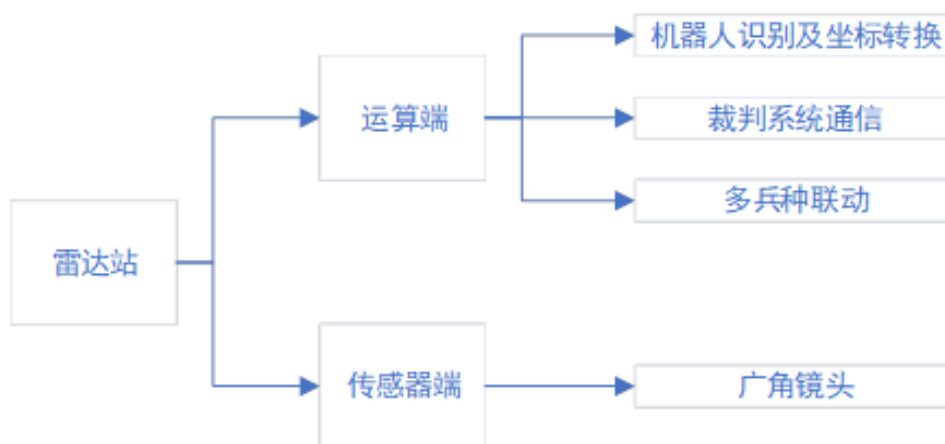 机器人识别及坐标转换
运算端
裁判系统通信
多兵种联动
雷达站
传感器端
广角镜头